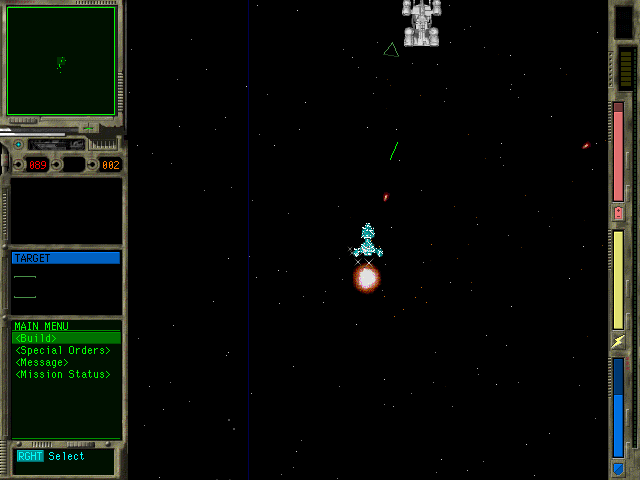 089
002
TARGET
MAIN MENU
<Build>
<Special Orders>
<Message>
<Mission Status>
RGHT Select